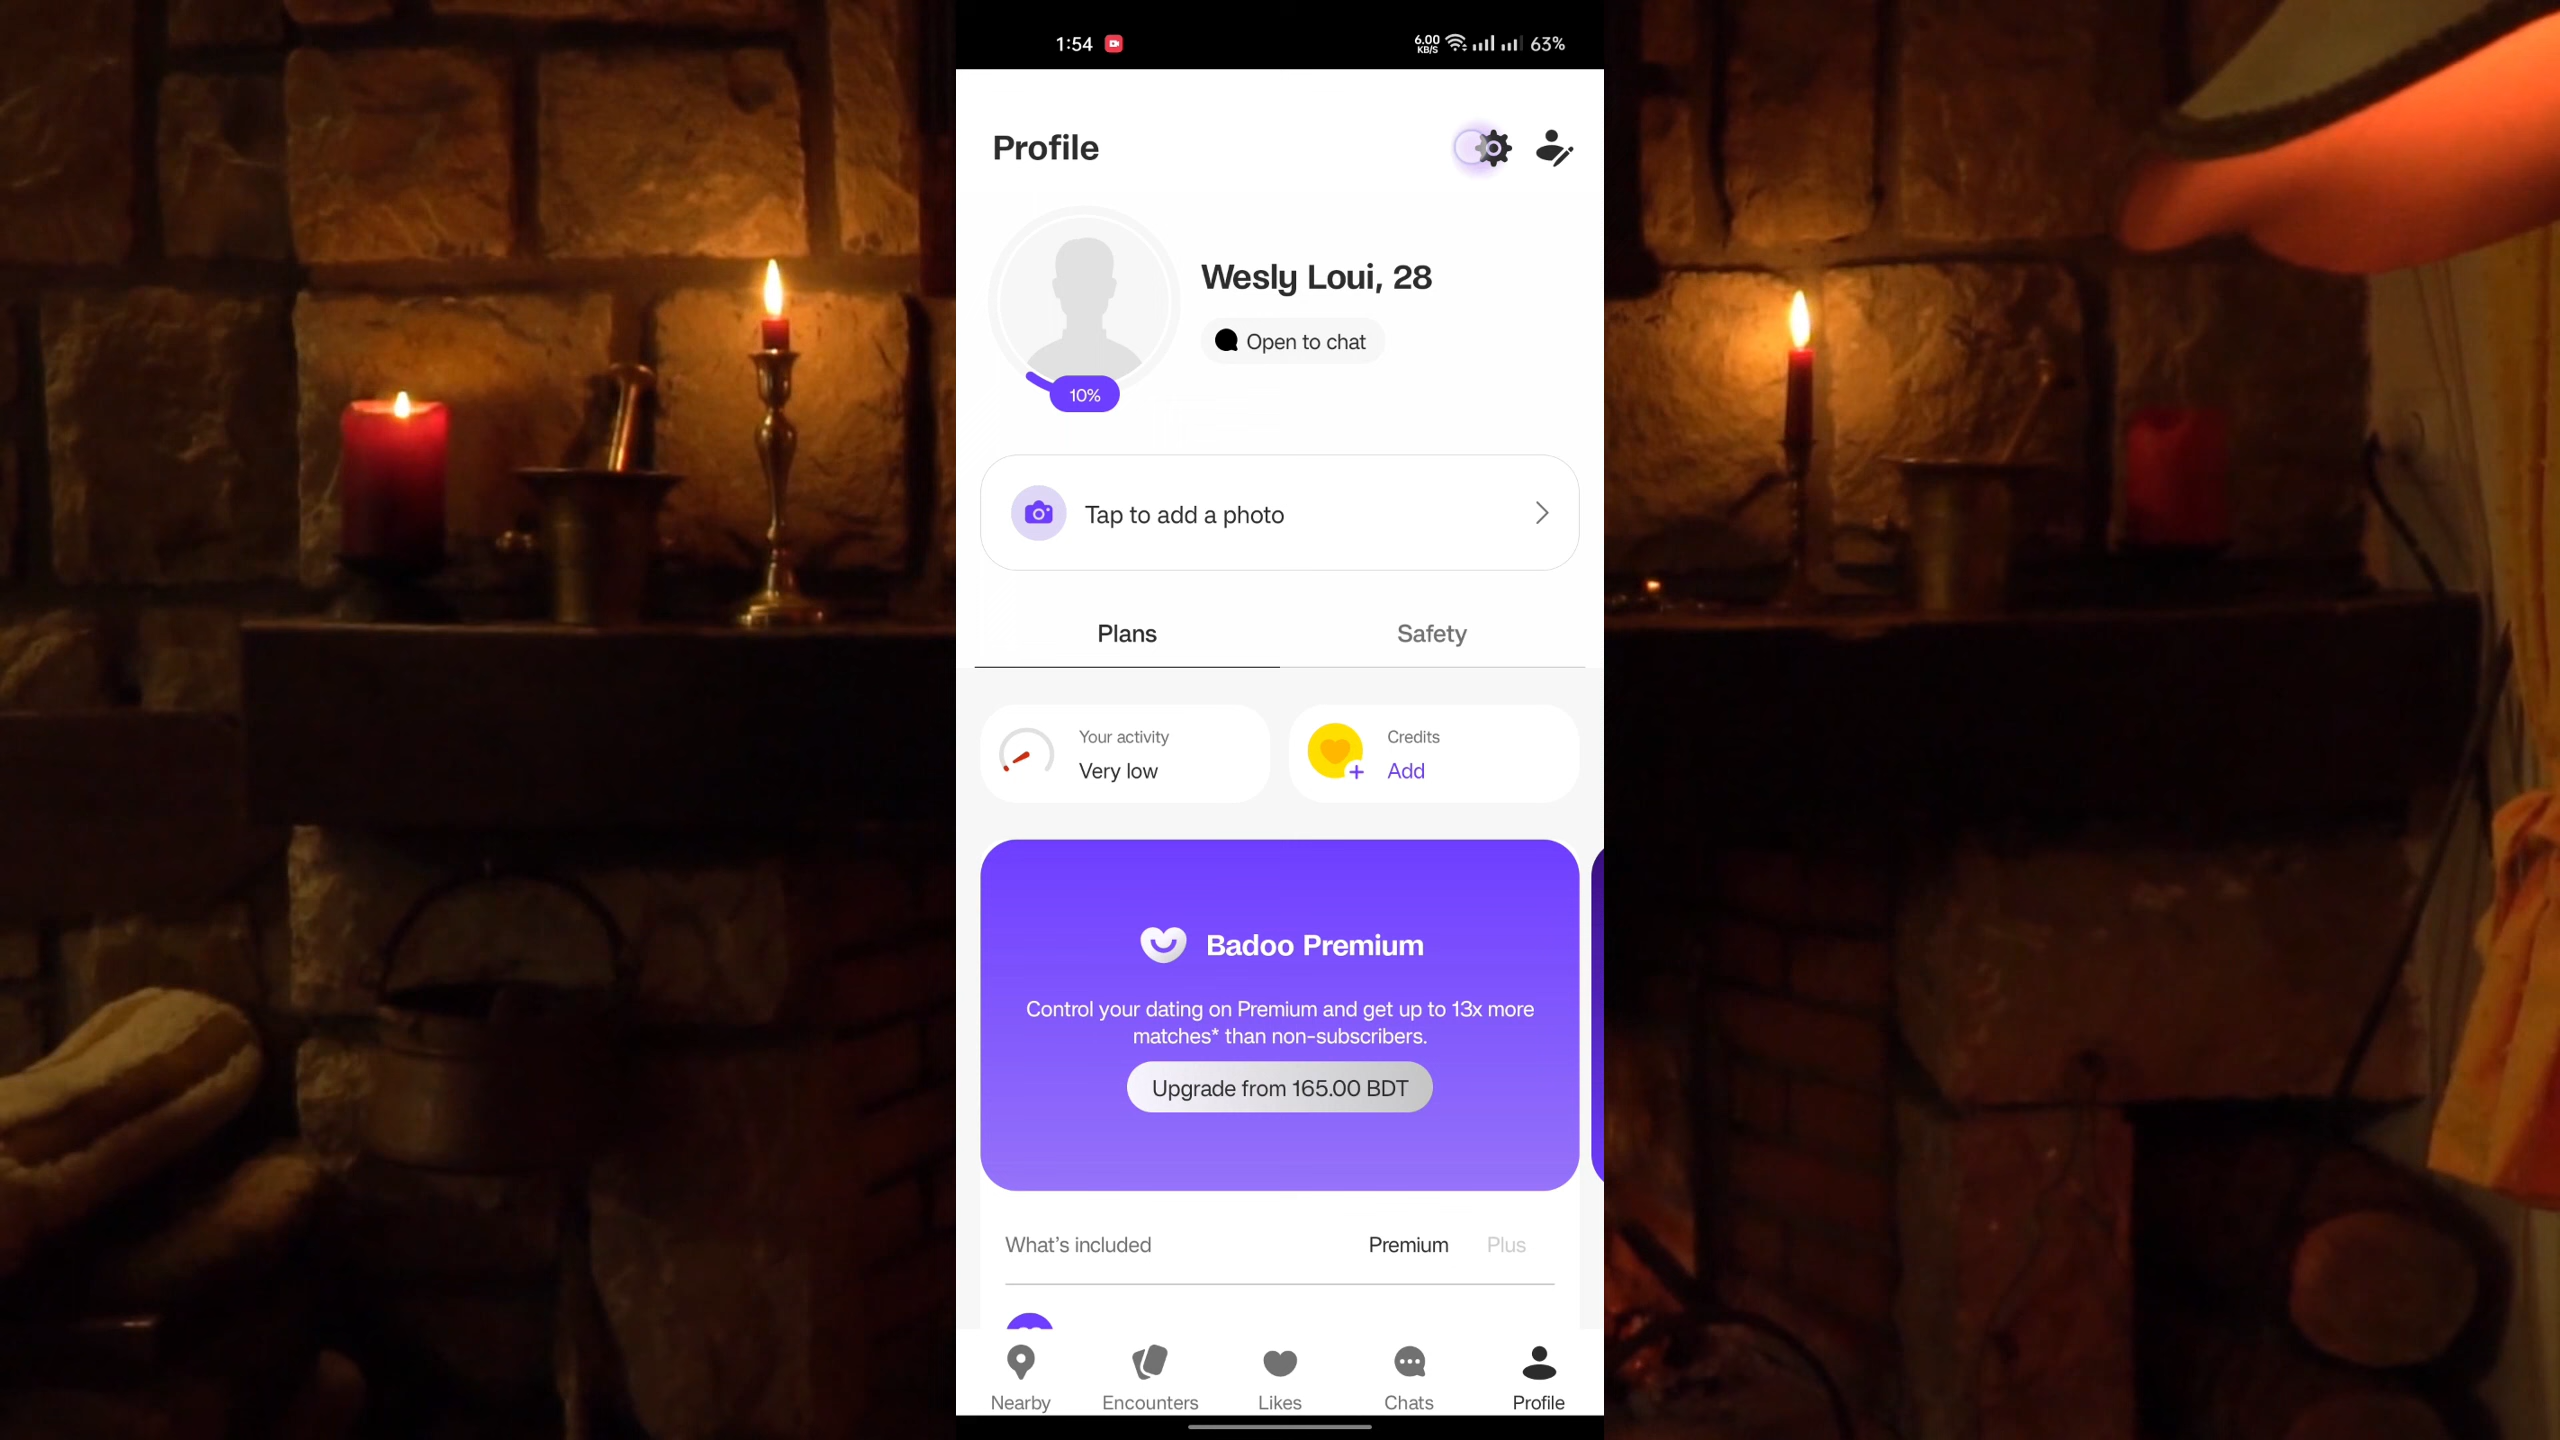 1:54
6.00
KB/S
63%
Profile
Wesly Loui, 28
Open to chat
10%
Tap to add a photo
Plans
Safety
Your activity
Very low
Credits
Add
Badoo Premium
Control your dating on Premium and get up to 13x more
matches* than non-subscribers.
Upgrade from 165.00 BDT
What's included
Premium
Plus
Nearby
Encounters
Likes
Chats
Profile